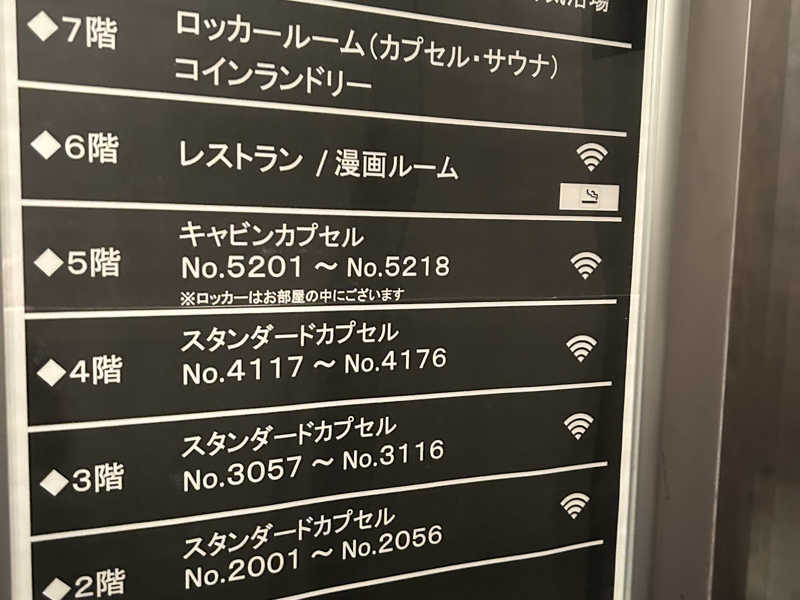 ◆7階 ロッカールーム(カプセル・サウナ)
コインランドリー
◆6階 レストラン / 漫画ルーム
◆5階 キャビンカプセル
No.5201 ～ No.5218
※ロッカーはお部屋の中にございます
◆4階 スタンダードカプセル
No.4117 ～ No.4176
◆3階 スタンダードカプセル
No.3057 ～ No.3116
◆2階 スタンダードカプセル
No.2001 ～ No.2056